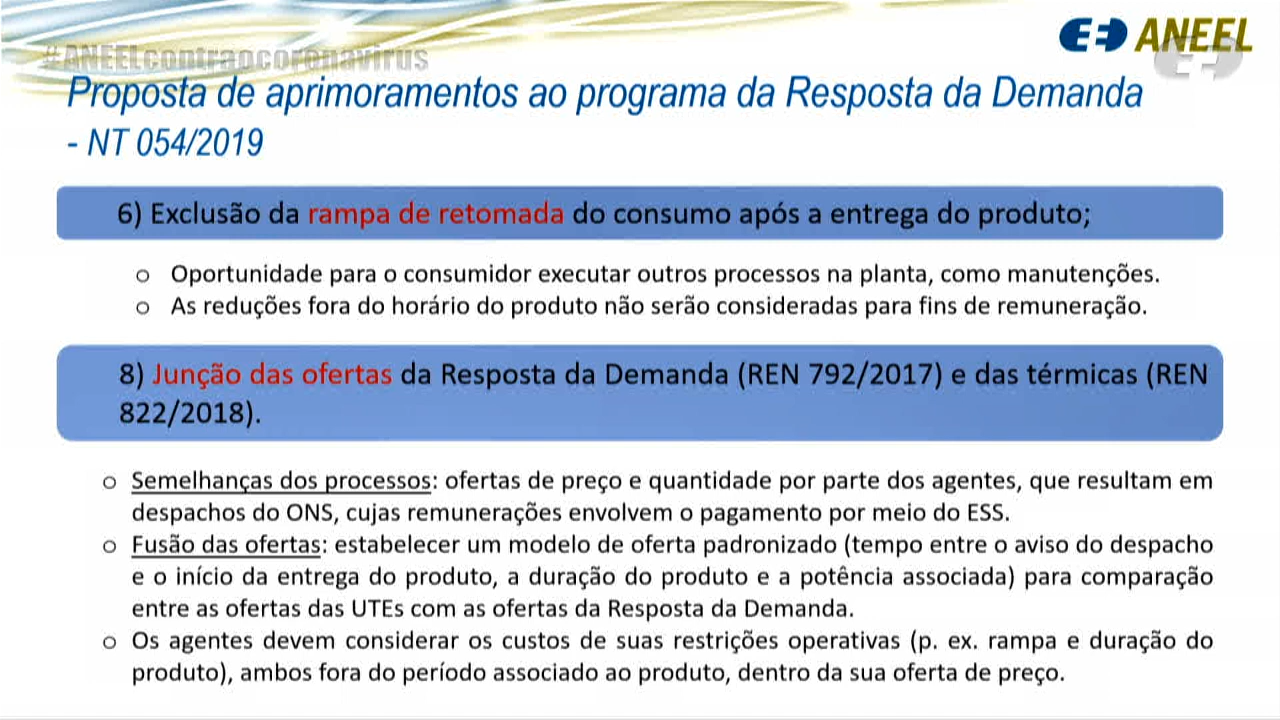 #ANEELcontraocoronavirus
ANEEL
Proposta de aprimoramentos ao programa da Resposta da Demanda
- NT 054/2019
6) Exclusão da rampa de retomada do consumo após a entrega do produto;
o Oportunidade para o consumidor executar outros processos na planta, como manutenções.
o As reduções fora do horário do produto não serão consideradas para fins de remuneração.
8) Junção das ofertas da Resposta da Demanda (REN 792/2017) e das térmicas (REN
822/2018).
o Semelhanças dos processos: ofertas de preço e quantidade por parte dos agentes, que resultam em
despachos do ONS, cujas remunerações envolvem o pagamento por meio do ESS.
o Fusão das ofertas: estabelecer um modelo de oferta padronizado (tempo entre o aviso do despacho
e o início da entrega do produto, a duração do produto e a potência associada) para comparação
entre as ofertas das UTEs com as ofertas da Resposta da Demanda.
o Os agentes devem considerar os custos de suas restrições operativas (p. ex. rampa e duração do
produto), ambos fora do período associado ao produto, dentro da sua oferta de preço.